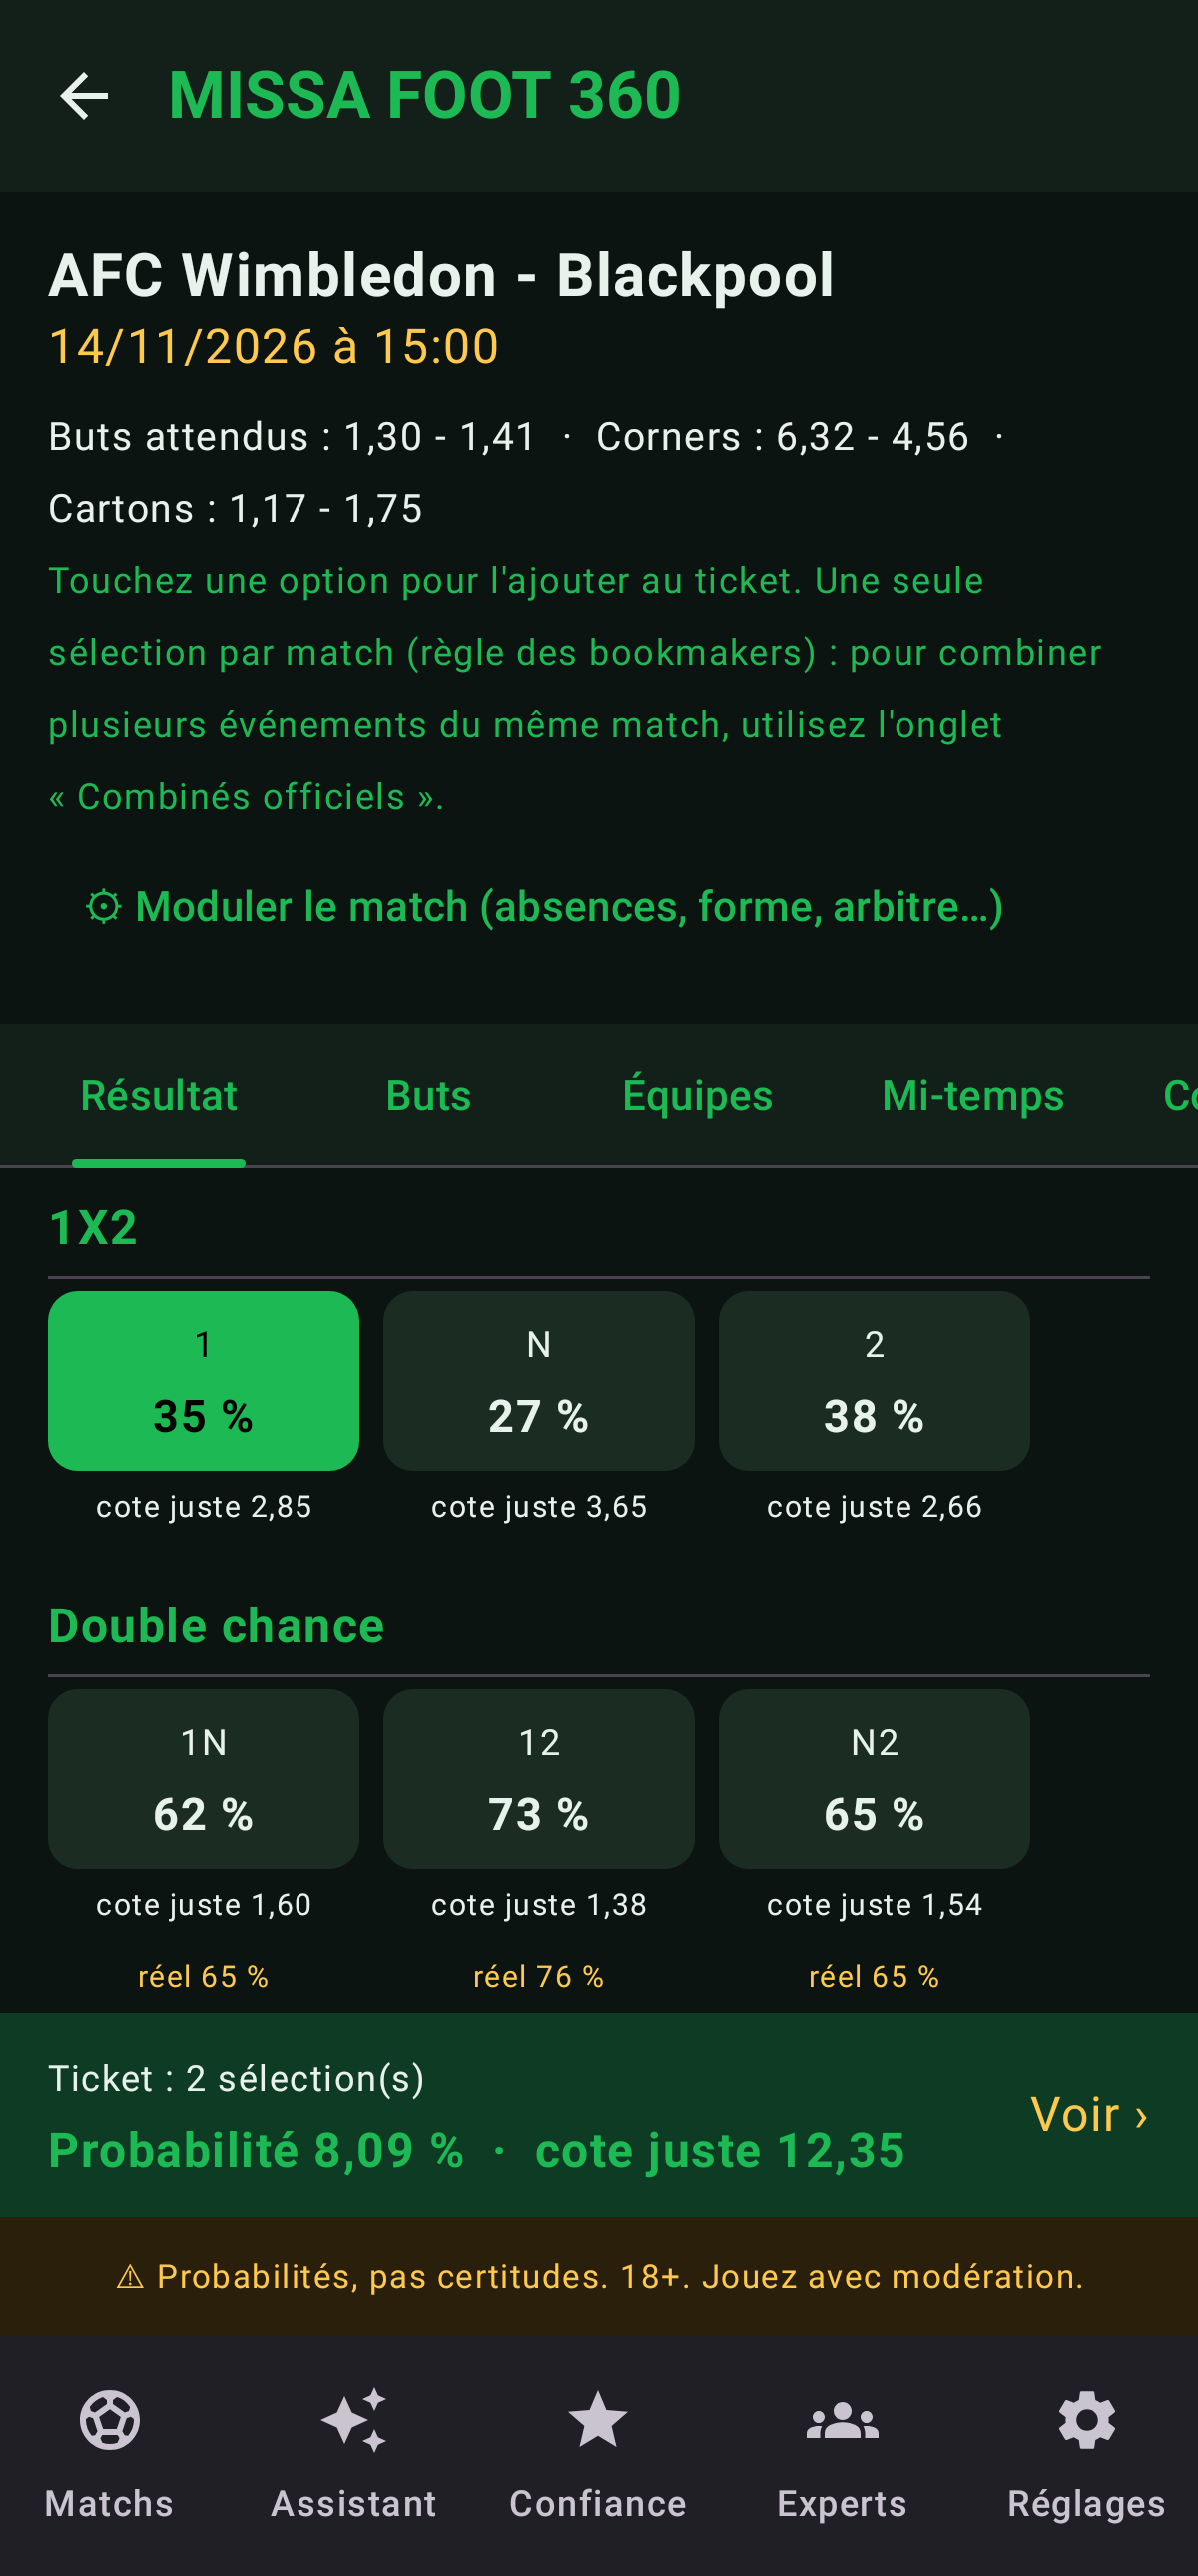 MISSA FOOT 360
AFC Wimbledon - Blackpool
14/11/2026 à 15:00
Buts attendus : 1,30 - 1,41 · Corners : 6,32 - 4,56 ·
Cartons : 1,17 - 1,75
Touchez une option pour l'ajouter au ticket. Une seule
sélection par match (règle des bookmakers) : pour combiner
plusieurs événements du même match, utilisez l'onglet
« Combinés officiels ».
⚙ Moduler le match (absences, forme, arbitre…)
Résultat Buts Équipes Mi-temps Co
1X2
1 N 2
35 % 27 % 38 %
cote juste 2,85 cote juste 3,65 cote juste 2,66
Double chance
1N 12 N2
62 % 73 % 65 %
cote juste 1,60 cote juste 1,38 cote juste 1,54
réel 65 % réel 76 % réel 65 %
Ticket : 2 sélection(s)
Voir ›
Probabilité 8,09 % · cote juste 12,35
⚠ Probabilités, pas certitudes. 18+. Jouez avec modération.
Matchs Assistant Confiance Experts Réglages